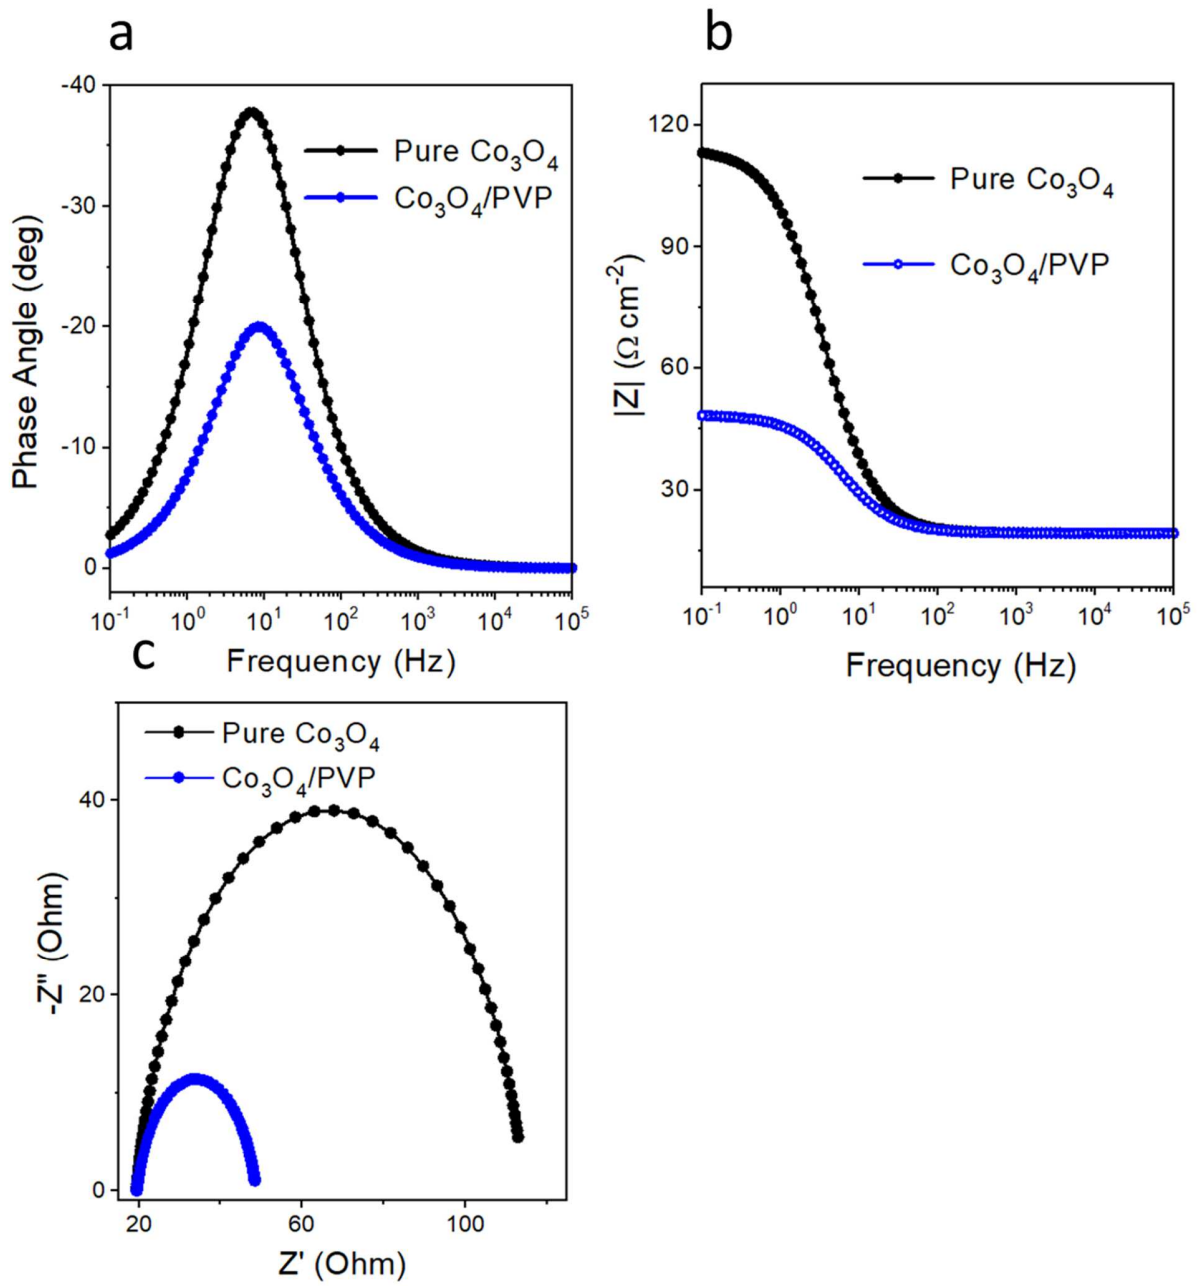 a
Phase Angle (deg)
-40
-30
-20
-10
0
Pure Co₃O₄
Co₃O₄/PVP
10⁻¹ 10⁰ 10¹ 10² 10³ 10⁴ 10⁵
Frequency (Hz)
b
|Z| (Ω cm⁻²)
120
90
60
30
Pure Co₃O₄
Co₃O₄/PVP
10⁻¹ 10⁰ 10¹ 10² 10³ 10⁴ 10⁵
Frequency (Hz)
c
-Z" (Ohm)
40
20
0
Pure Co₃O₄
Co₃O₄/PVP
20 60 100
Z' (Ohm)